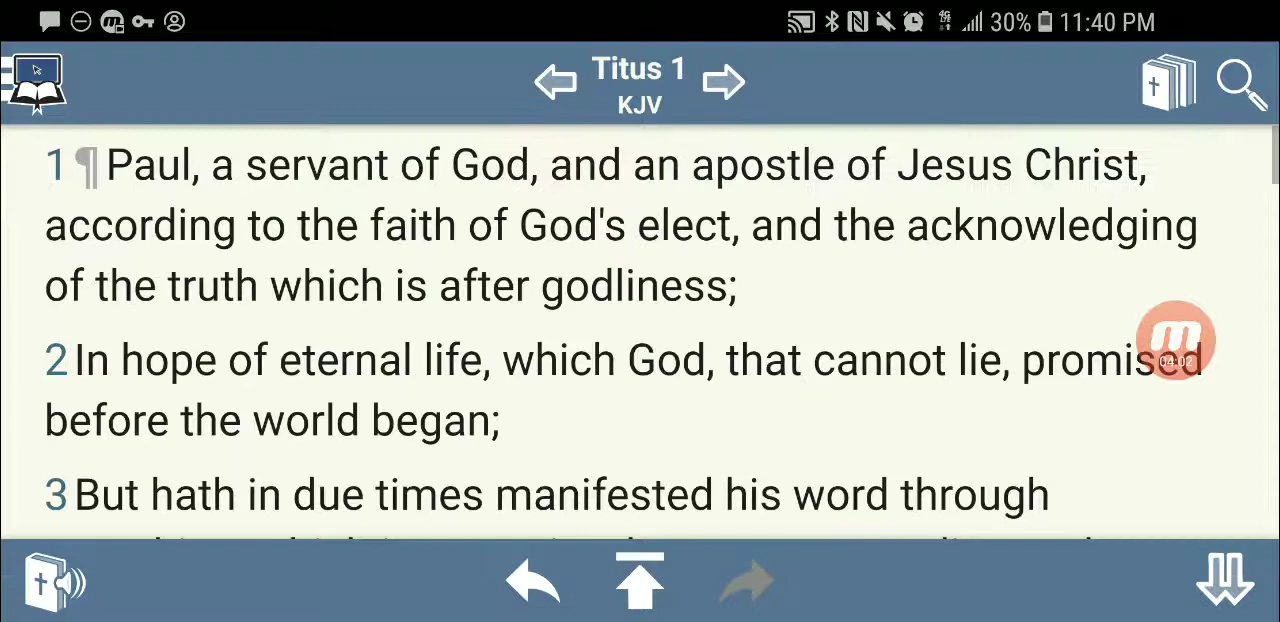 30% 11:40 PM
Titus 1
KJV
1 ¶ Paul, a servant of God, and an apostle of Jesus Christ,
according to the faith of God's elect, and the acknowledging
of the truth which is after godliness;
2 In hope of eternal life, which God, that cannot lie, promised
before the world began;
3 But hath in due times manifested his word through
04:02